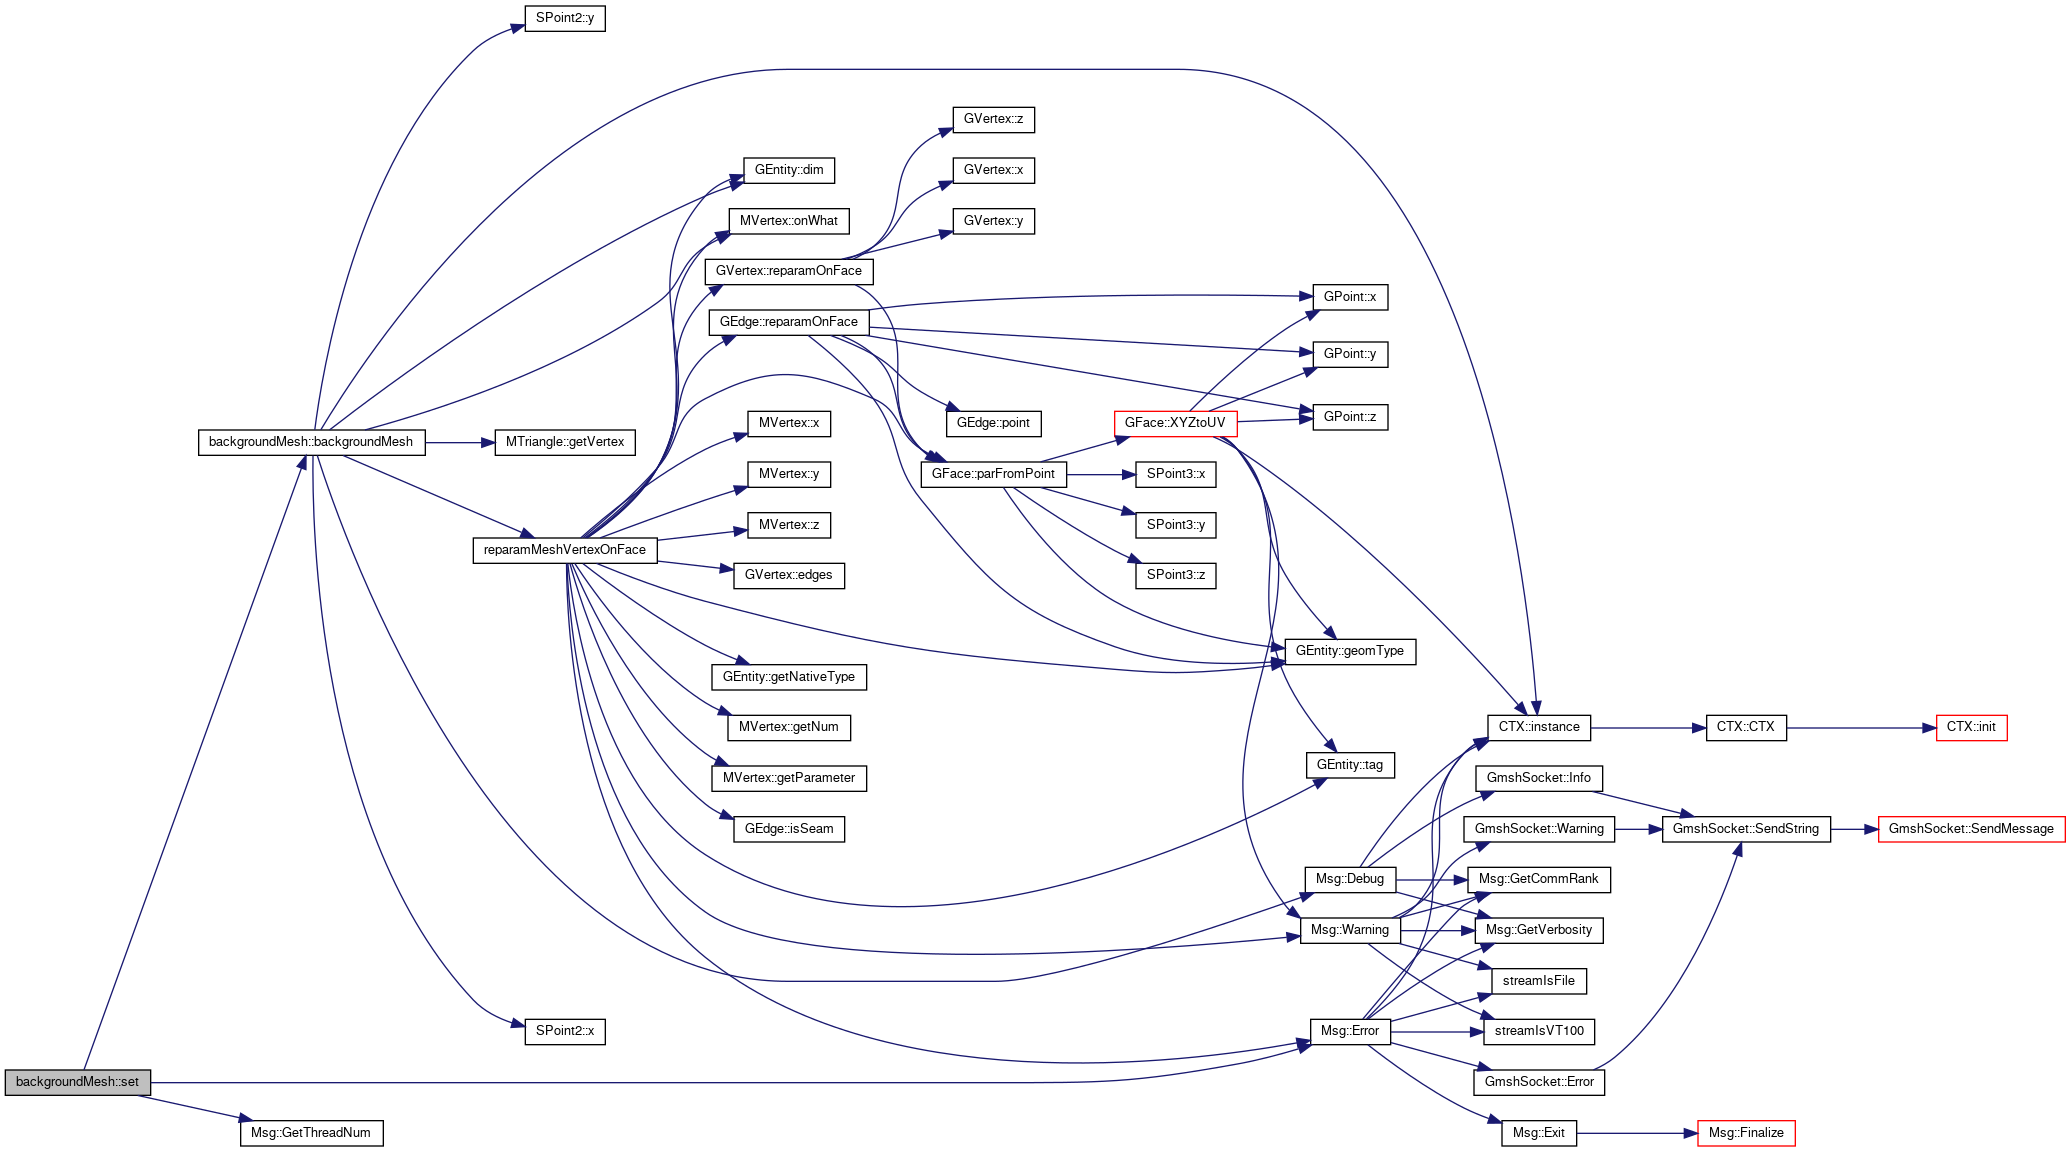 SPoint2::y
GVertex::z
GEntity::dim
GVertex::x
MVertex::onWhat
GVertex::y
GVertex::reparamOnFace
GPoint::x
GEdge::reparamOnFace
GPoint::y
GPoint::z
GEdge::point
GFace::XYZtoUV
MVertex::x
backgroundMesh::backgroundMesh
MTriangle::getVertex
MVertex::y
GFace::parFromPoint
SPoint3::x
MVertex::z
SPoint3::y
reparamMeshVertexOnFace
GVertex::edges
SPoint3::z
GEntity::geomType
GEntity::getNativeType
MVertex::getNum
CTX::instance
CTX::CTX
CTX::init
GEntity::tag
MVertex::getParameter
GmshSocket::Info
GEdge::isSeam
GmshSocket::Warning
GmshSocket::SendString
GmshSocket::SendMessage
Msg::Debug
Msg::GetCommRank
Msg::Warning
Msg::GetVerbosity
streamIsFile
SPoint2::x
Msg::Error
streamIsVT100
backgroundMesh::set
GmshSocket::Error
Msg::GetThreadNum
Msg::Exit
Msg::Finalize